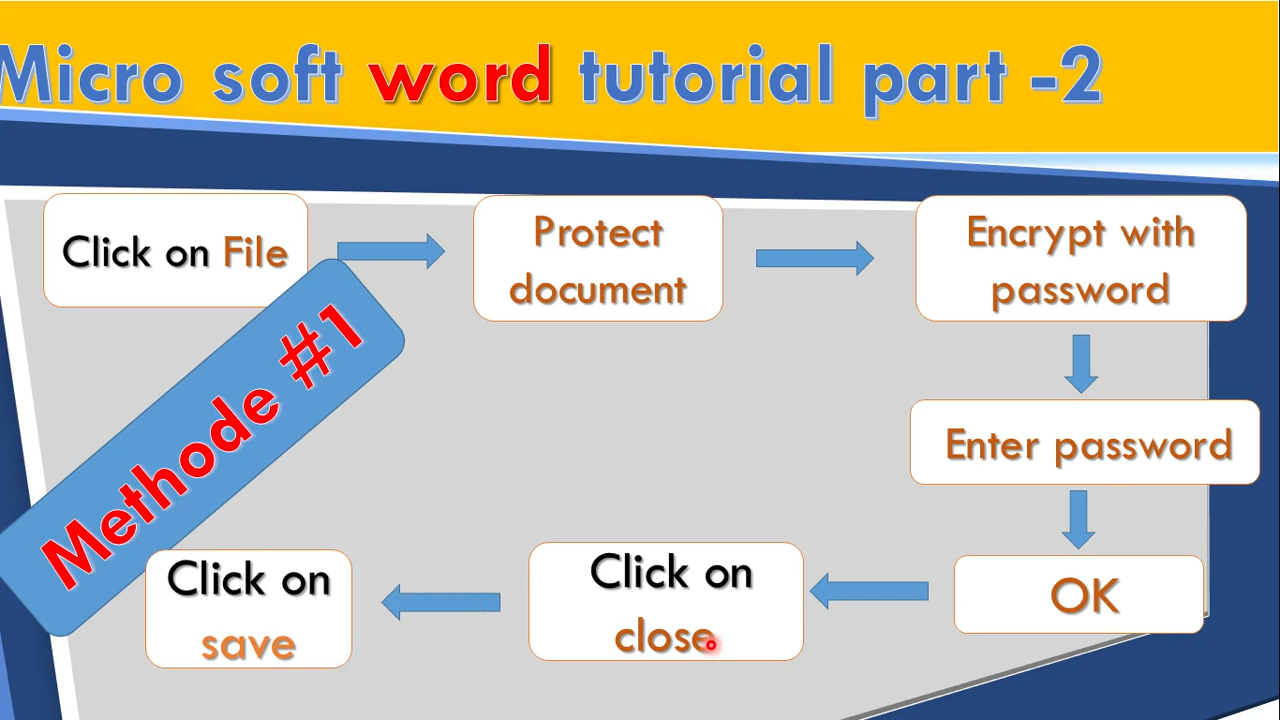 Micro soft word tutorial part -2
Click on File
Protect
document
Encrypt with
password
Methode #1
Enter password
OK
Click on
close
Click on
save